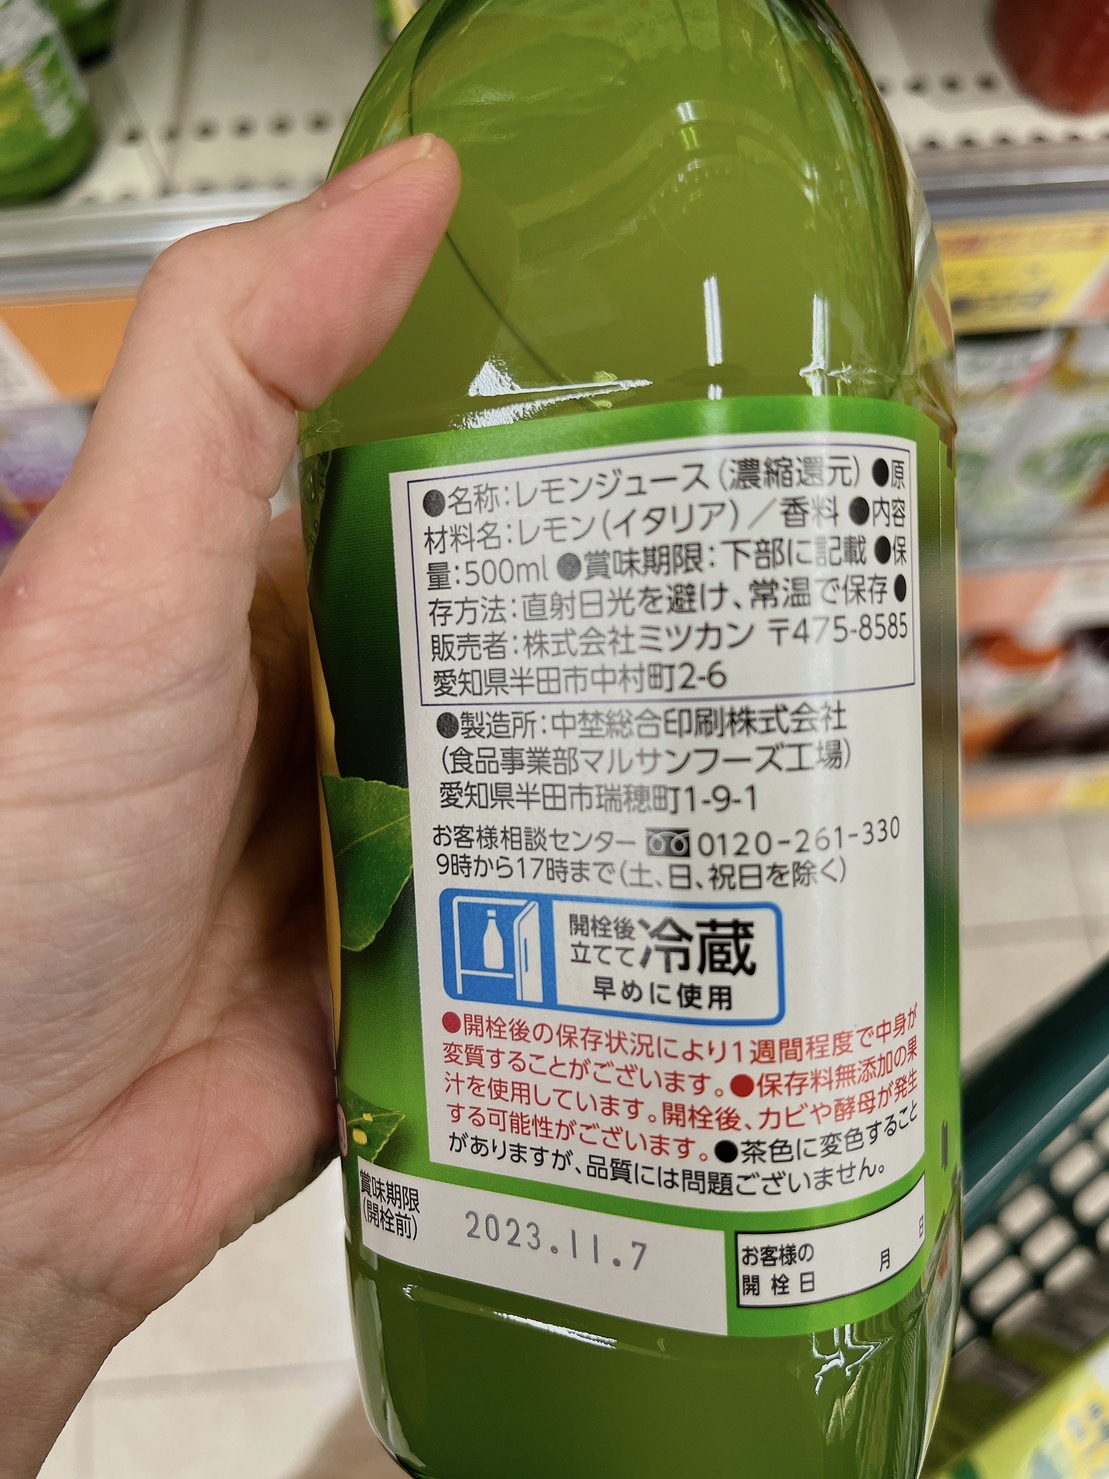 ●名称：レモンジュース（濃縮還元）●原
材料名：レモン（イタリア）／香料 ●内容
量：500ml ●賞味期限：下部に記載 ●保
存方法：直射日光を避け、常温で保存 ●
販売者：株式会社ミツカン 〒475-8585
愛知県半田市中村町2-6
●製造所：中埜総合印刷株式会社
（食品事業部マルサンフーズ工場）
愛知県半田市瑞穂町1-9-1
お客様相談センター 0120-261-330
9時から17時まで（土、日、祝日を除く）
開栓後
立てて
冷蔵
早めに使用
●開栓後の保存状況により1週間程度で中身が
変質することがございます。●保存料無添加の果
汁を使用しています。開栓後、カビや酵母が発生
する可能性がございます。●茶色に変色すること
がありますが、品質には問題ございません。
賞味期限
（開栓前）
2023.11.7
お客様の
開栓日
月 日